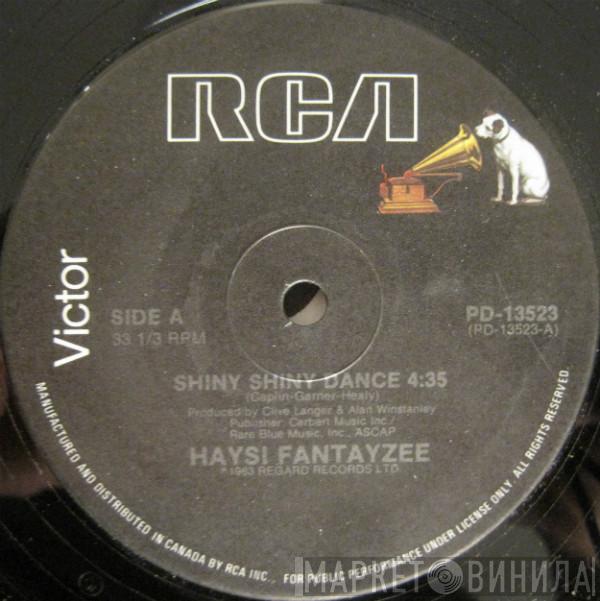 RCA
Victor
SIDE A
33 1/3 RPM
PD-13523
(PD-13523-A)
SHINY SHINY DANCE 4:35
(Caplin-Garner-Healy)
Produced by Clive Langer & Alan Winstanley
Publisher: Carbert Music Inc./
Rare Blue Music, Inc., ASCAP
HAYSI FANTAYZEE
℗ 1983 REGARD RECORDS LTD.
MANUFACTURED AND DISTRIBUTED IN CANADA BY RCA INC., FOR PUBLIC PERFORMANCE UNDER LICENSE ONLY. ALL RIGHTS RESERVED.
МАРКЕТ ВИНИЛА